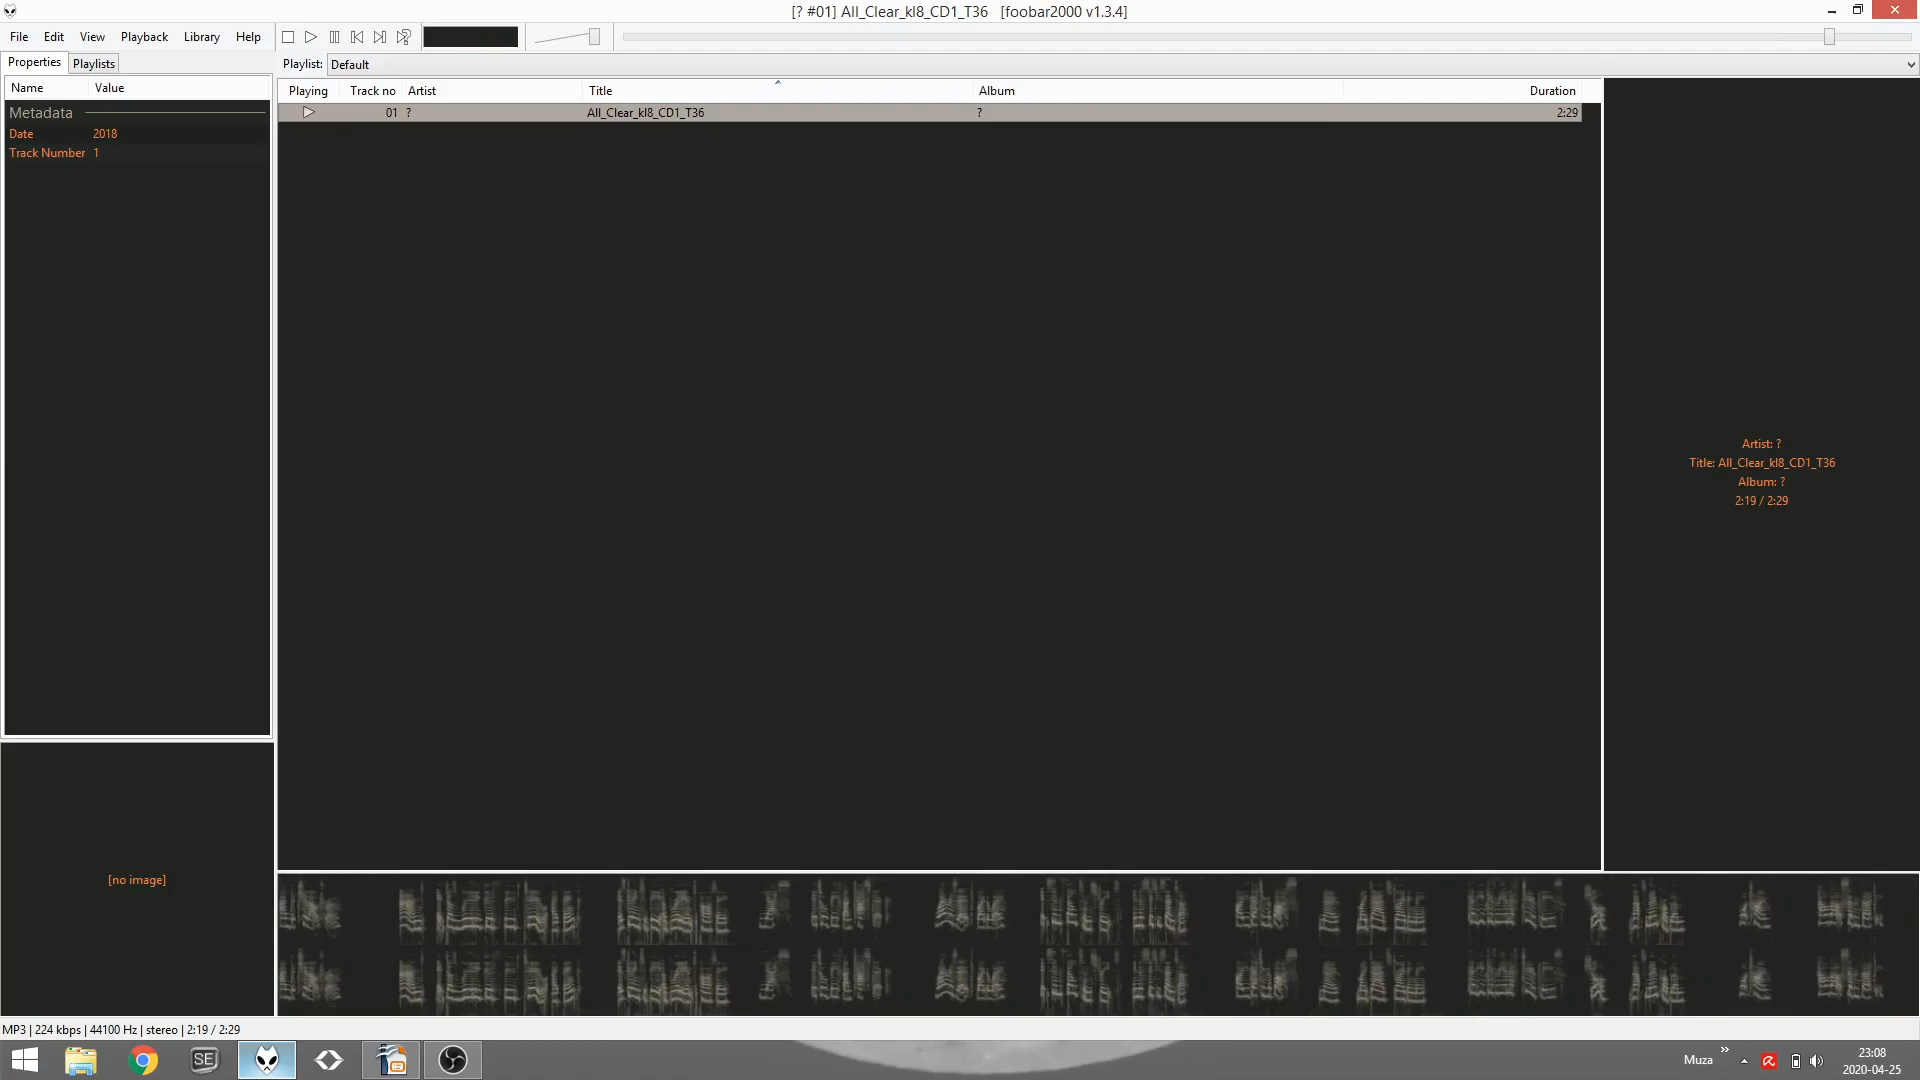 [? #01] All_Clear_kl8_CD1_T36   [foobar2000 v1.3.4]
File Edit View Playback Library Help
Properties Playlists
Playlist: Default
Name Value
Metadata
Date 2018
Track Number 1
Playing Track no Artist Title Album Duration
01 ? All_Clear_kl8_CD1_T36 ? 2:29
Artist: ?
Title: All_Clear_kl8_CD1_T36
Album: ?
2:19 / 2:29
[no image]
MP3 | 224 kbps | 44100 Hz | stereo | 2:19 / 2:29
SE
Muza
23:08
2020-04-25